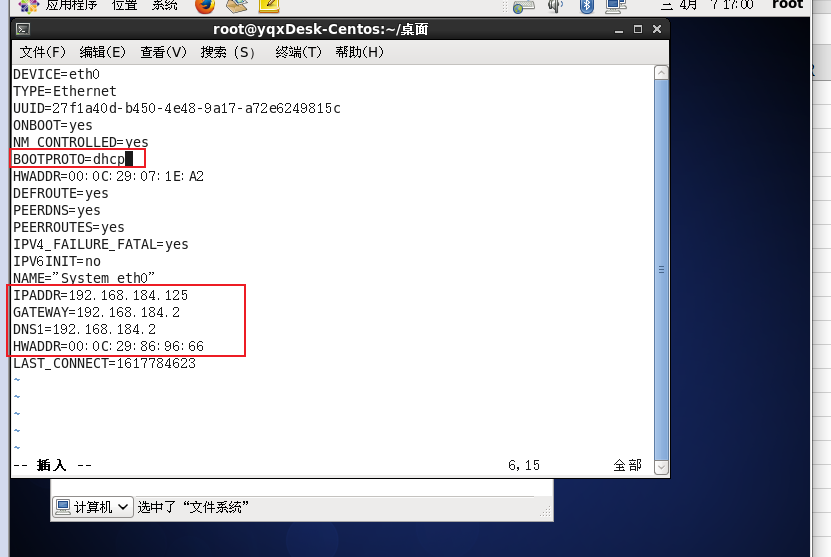 应用程序 位置 系统 三 4月 7 17:00 root
root@yqxDesk-Centos:~/桌面
文件(F) 编辑(E) 查看(V) 搜索 (S) 终端(T) 帮助(H)
DEVICE=eth0
TYPE=Ethernet
UUID=27f1a40d-b450-4e48-9a17-a72e6249815c
ONBOOT=yes
NM_CONTROLLED=yes
BOOTPROTO=dhcp
HWADDR=00:0C:29:07:1E:A2
DEFROUTE=yes
PEERDNS=yes
PEERROUTES=yes
IPV4_FAILURE_FATAL=yes
IPV6INIT=no
NAME="System eth0"
IPADDR=192.168.184.125
GATEWAY=192.168.184.2
DNS1=192.168.184.2
HWADDR=00:0C:29:86:96:66
LAST_CONNECT=1617784623
~
~
~
~
~
-- 插入 -- 6,15 全部
计算机 选中了“文件系统”